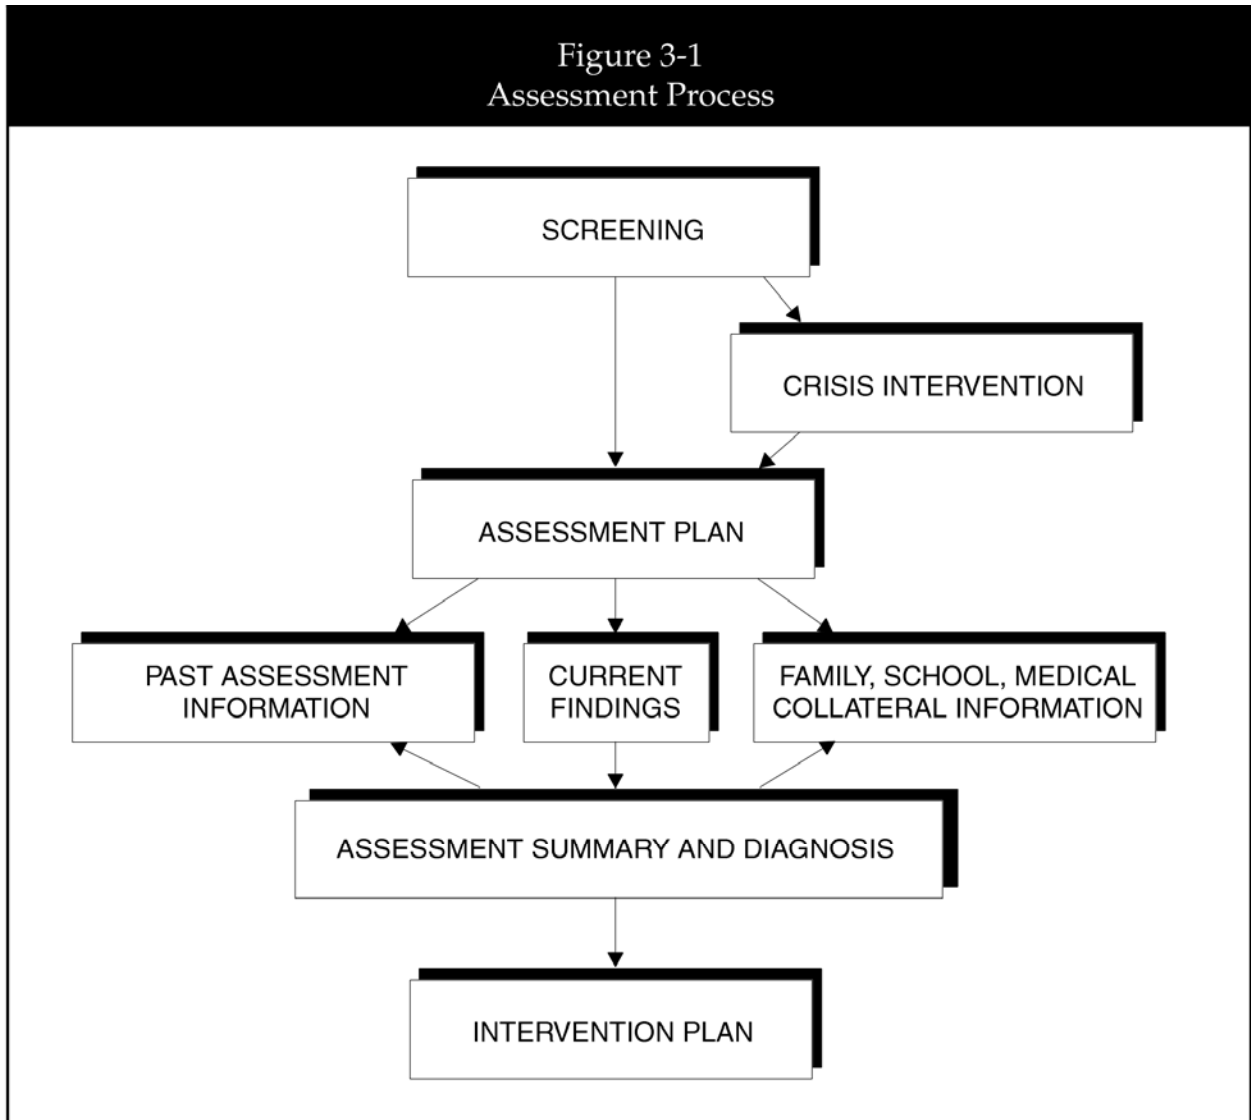 Figure 3-1
Assessment Process
SCREENING
CRISIS INTERVENTION
ASSESSMENT PLAN
PAST ASSESSMENT
INFORMATION
CURRENT
FINDINGS
FAMILY, SCHOOL, MEDICAL
COLLATERAL INFORMATION
ASSESSMENT SUMMARY AND DIAGNOSIS
INTERVENTION PLAN